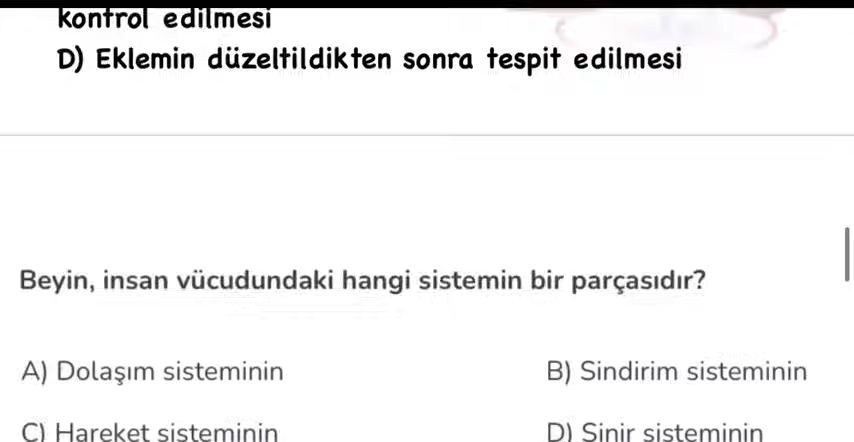 kontrol edilmesi
D) Eklemin düzeltildikten sonra tespit edilmesi
Beyin, insan vücudundaki hangi sistemin bir parçasıdır?
A) Dolaşım sisteminin
B) Sindirim sisteminin
C) Hareket sisteminin
D) Sinir sisteminin